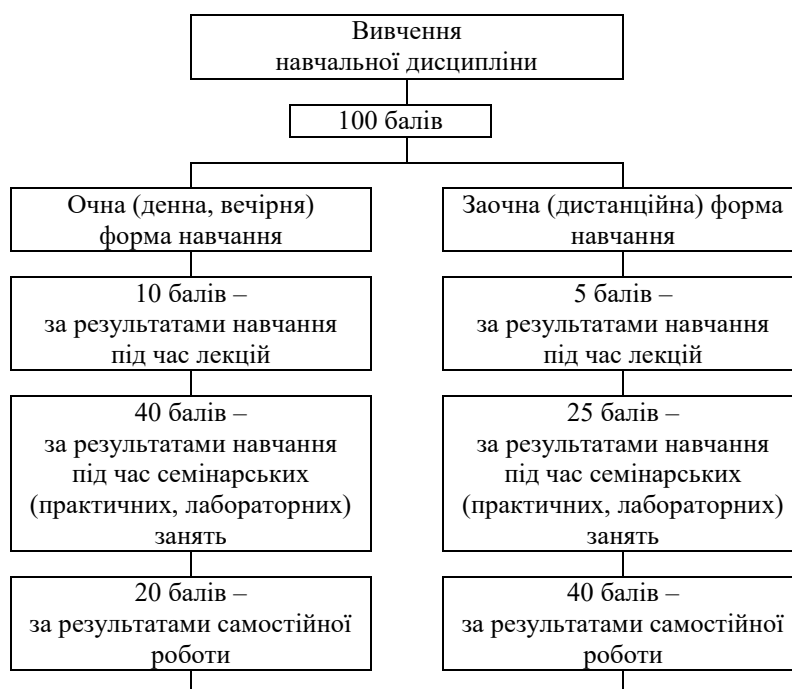 Вивчення
навчальної дисципліни
100 балів
Очна (денна, вечірня)
форма навчання
Заочна (дистанційна) форма
навчання
10 балів –
за результатами навчання
під час лекцій
5 балів –
за результатами навчання
під час лекцій
40 балів –
за результатами навчання
під час семінарських
(практичних, лабораторних)
занять
25 балів –
за результатами навчання
під час семінарських
(практичних, лабораторних)
занять
20 балів –
за результатами самостійної
роботи
40 балів –
за результатами самостійної
роботи